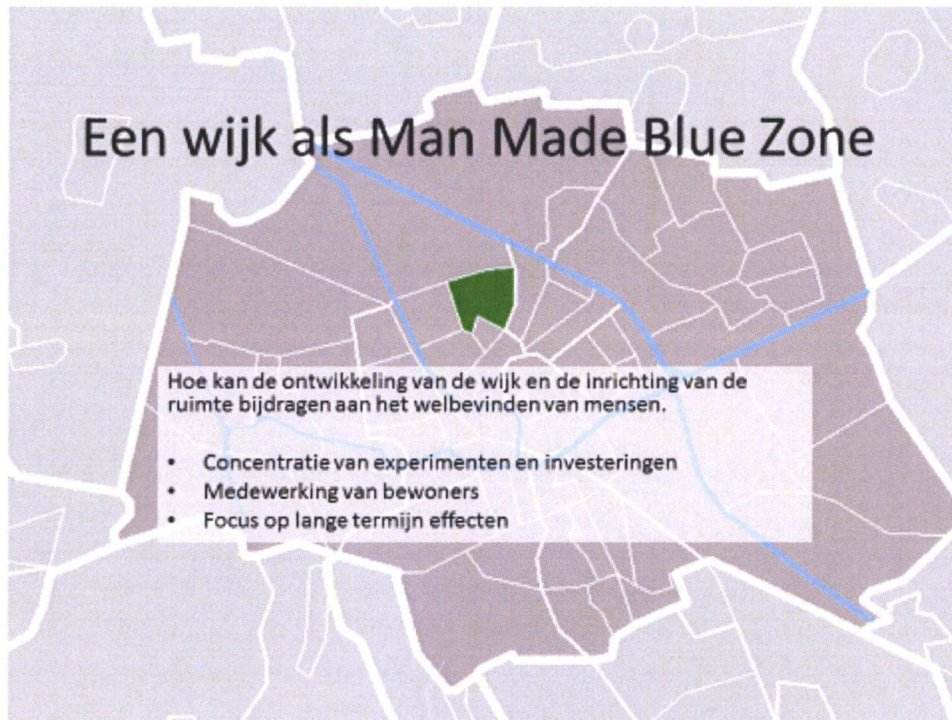 Een wijk als Man Made Blue Zone
Hoe kan de ontwikkeling van de wijk en de inrichting van de
ruimte bijdragen aan het welbevinden van mensen.
• Concentratie van experimenten en investeringen
• Medewerking van bewoners
• Focus op lange termijn effecten